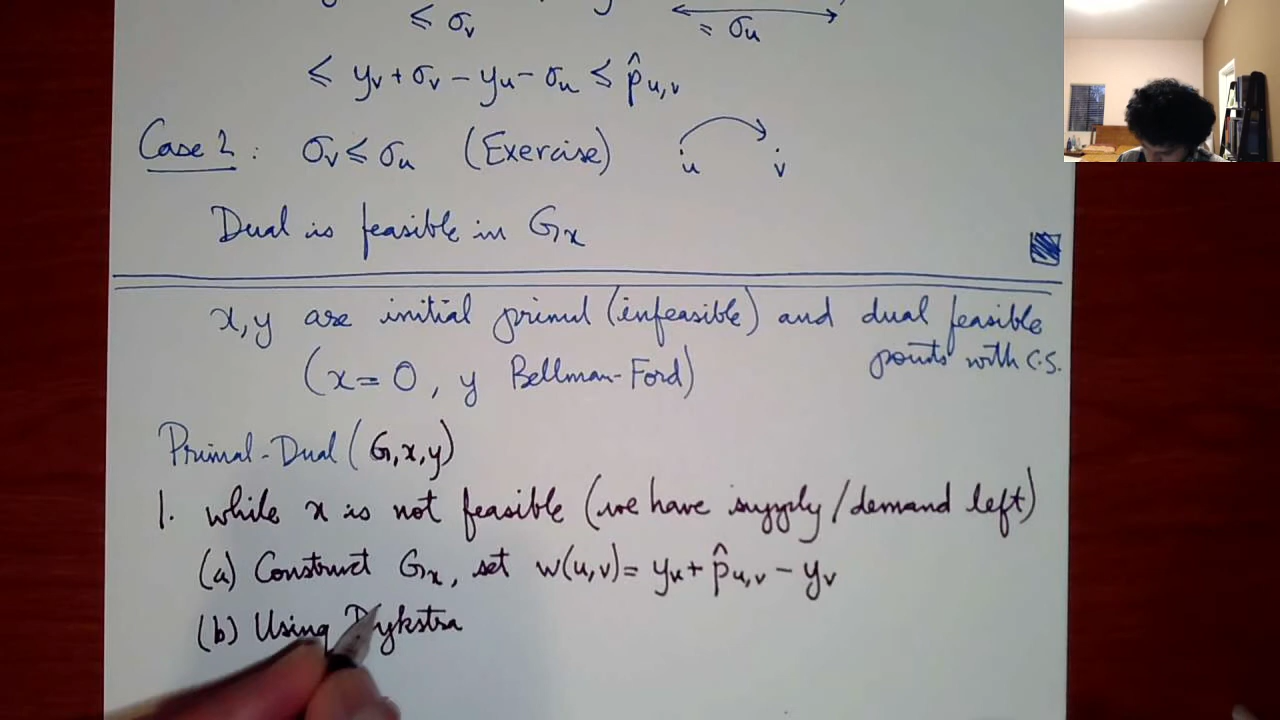 ≤ σv = σu
≤ yv + σv - yu - σu ≤ p̂u,v
Case 2: σv ≤ σu (Exercise) u v
Dual is feasible in Gx
x, y are initial primal (infeasible) and dual feasible
points with C.S.
(x = 0, y Bellman-Ford)
Primal-Dual (G, x, y)
1. while x is not feasible (we have supply/demand left)
(a) Construct Gx, set w(u,v) = yu + p̂u,v - yv
(b) Using Dykstra